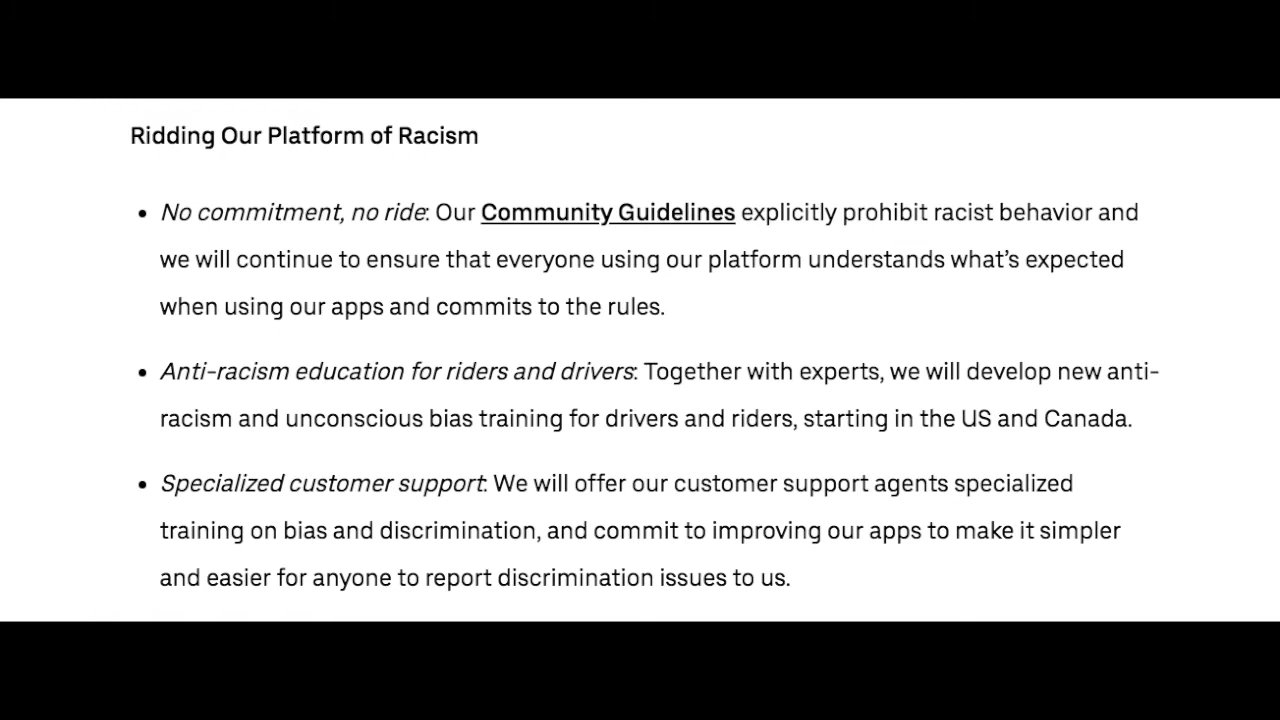 Ridding Our Platform of Racism
• No commitment, no ride: Our Community Guidelines explicitly prohibit racist behavior and
we will continue to ensure that everyone using our platform understands what’s expected
when using our apps and commits to the rules.
• Anti-racism education for riders and drivers: Together with experts, we will develop new anti-
racism and unconscious bias training for drivers and riders, starting in the US and Canada.
• Specialized customer support: We will offer our customer support agents specialized
training on bias and discrimination, and commit to improving our apps to make it simpler
and easier for anyone to report discrimination issues to us.